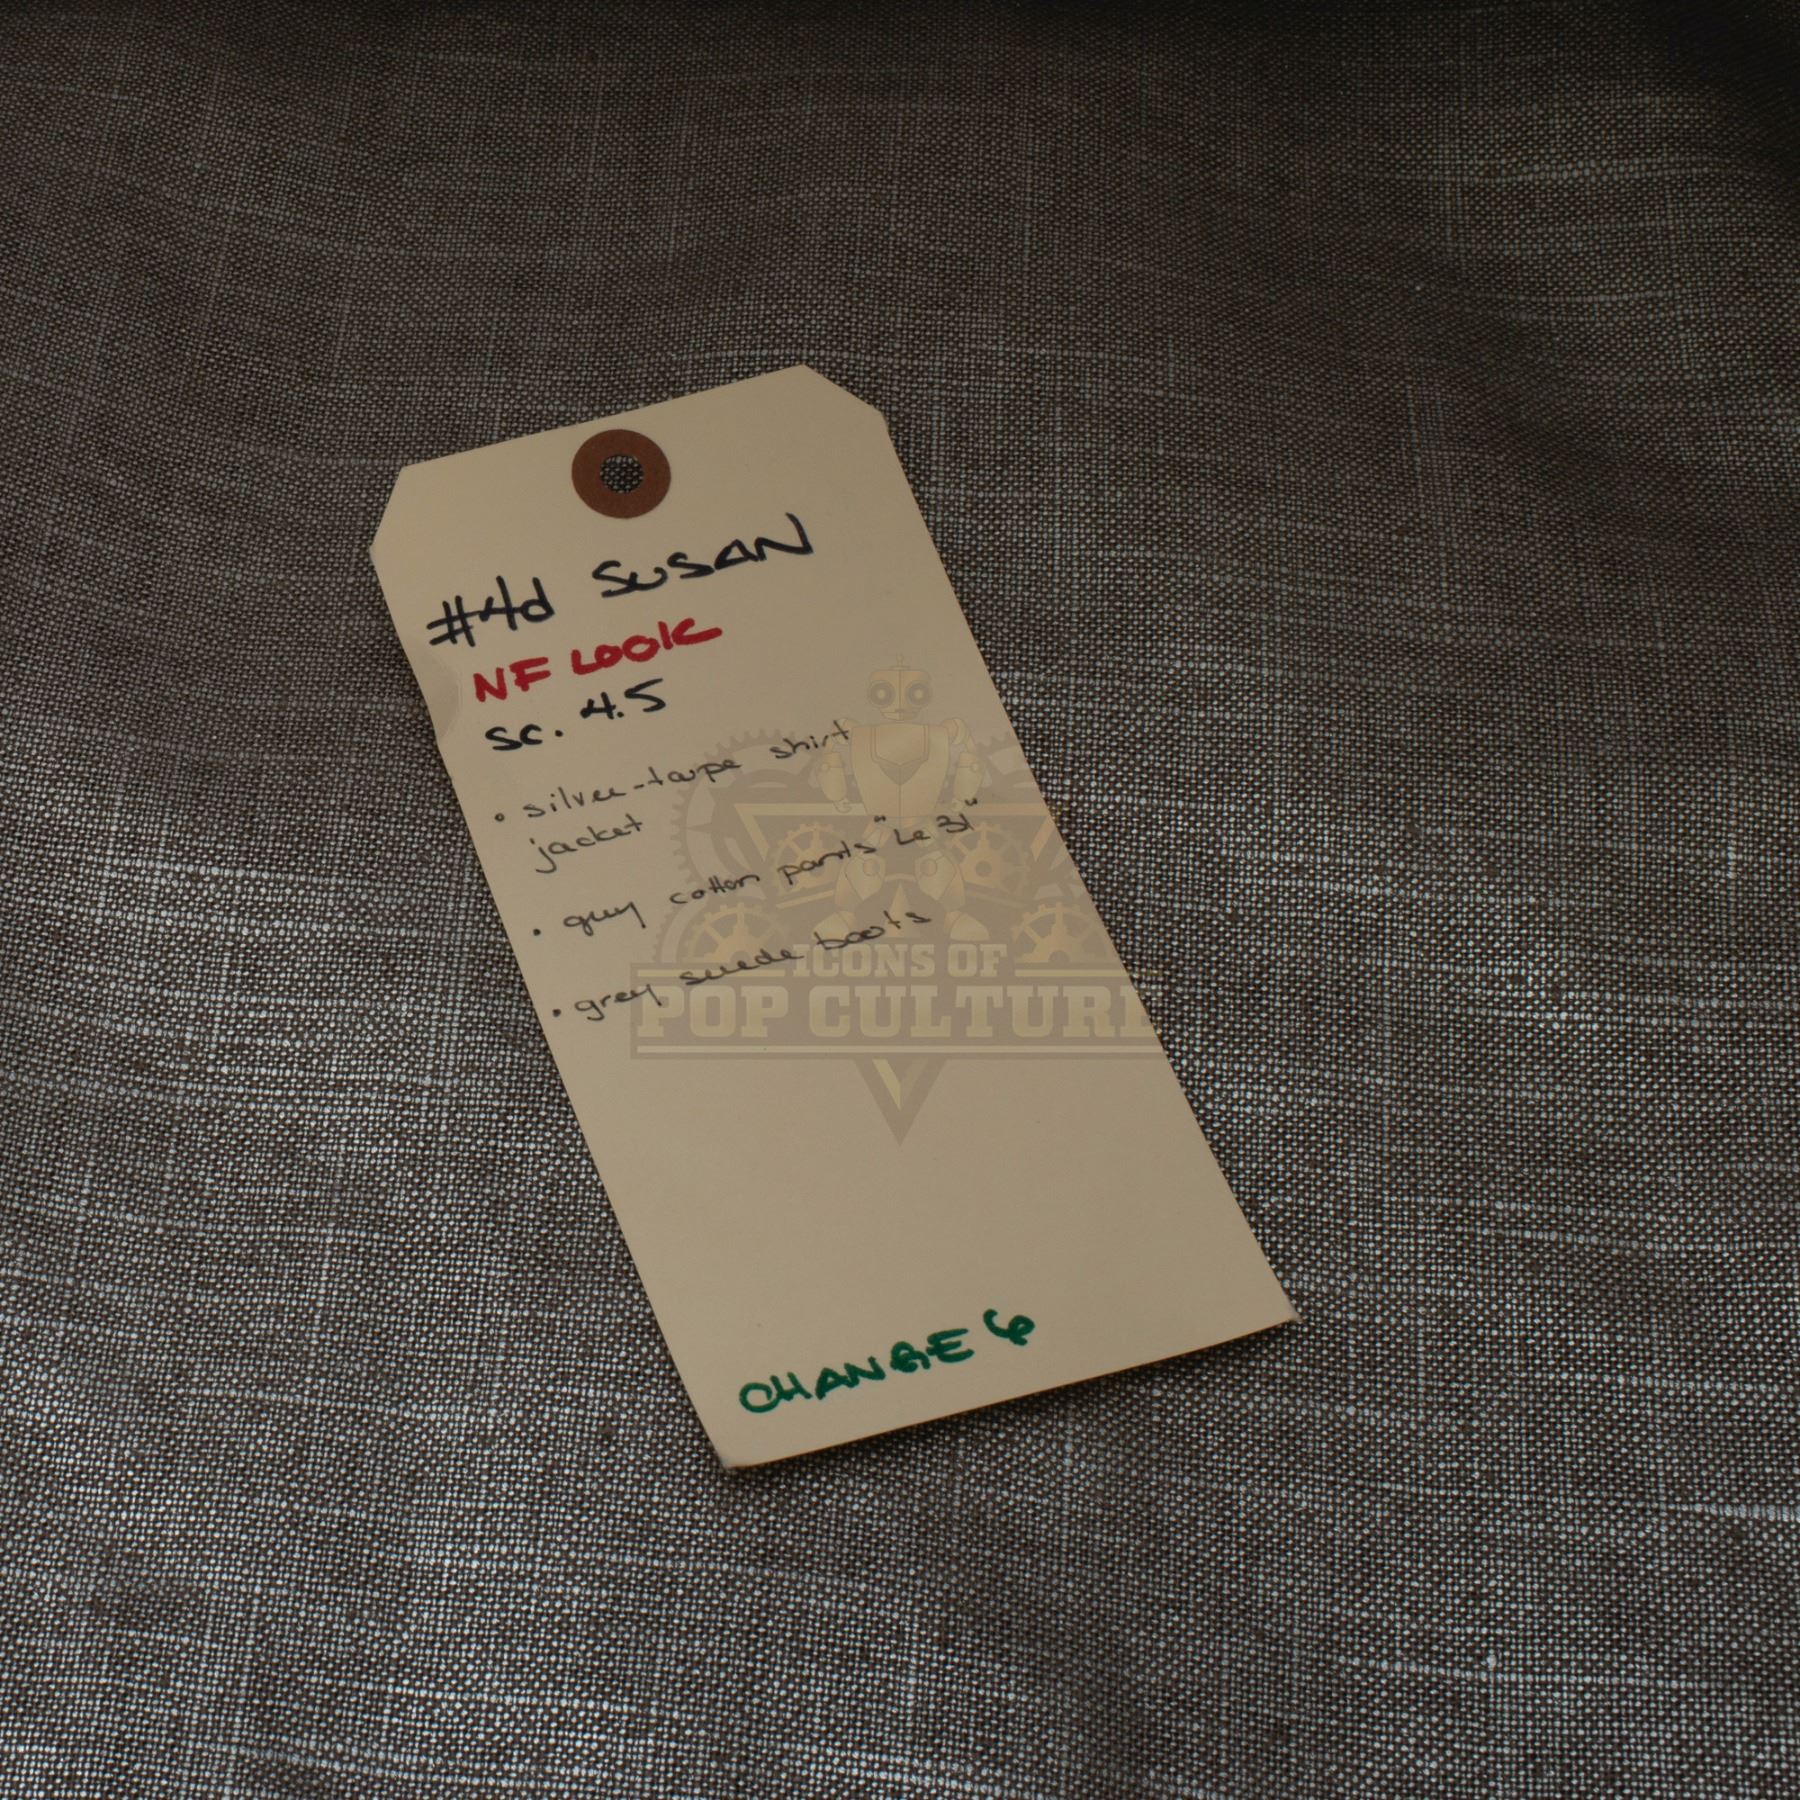 #4d SUSAN
NF LOOK
SC. 4.5
• silver-taupe shirt
jacket
• grey cotton pants "Le 31"
• grey suede boots
ICONS OF
POP CULTURE
CHANGE 6